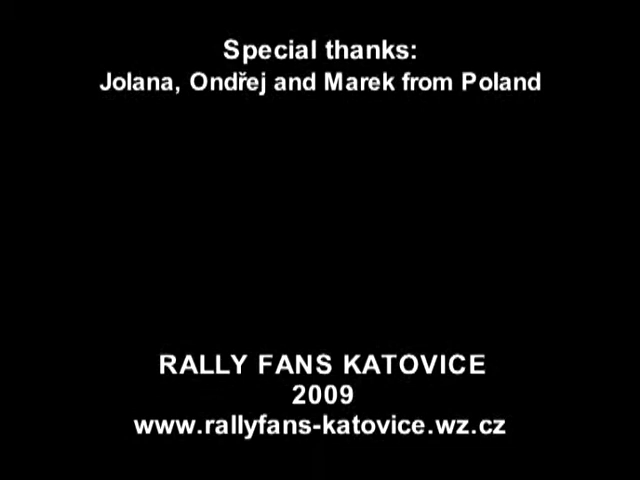 Special thanks:
Jolana, Ondřej and Marek from Poland
RALLY FANS KATOVICE
2009
www.rallyfans-katovice.wz.cz